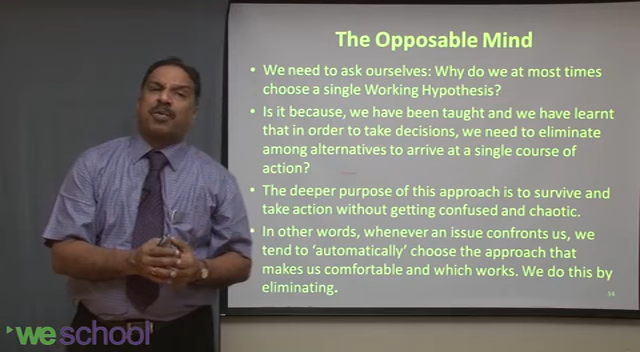 The Opposable Mind
• We need to ask ourselves: Why do we at most times
choose a single Working Hypothesis?
• Is it because, we have been taught and we have learnt
that in order to take decisions, we need to eliminate
among alternatives to arrive at a single course of
action?
• The deeper purpose of this approach is to survive and
take action without getting confused and chaotic.
• In other words, whenever an issue confronts us, we
tend to ‘automatically’ choose the approach that
makes us comfortable and which works. We do this by
eliminating.
54
weschool